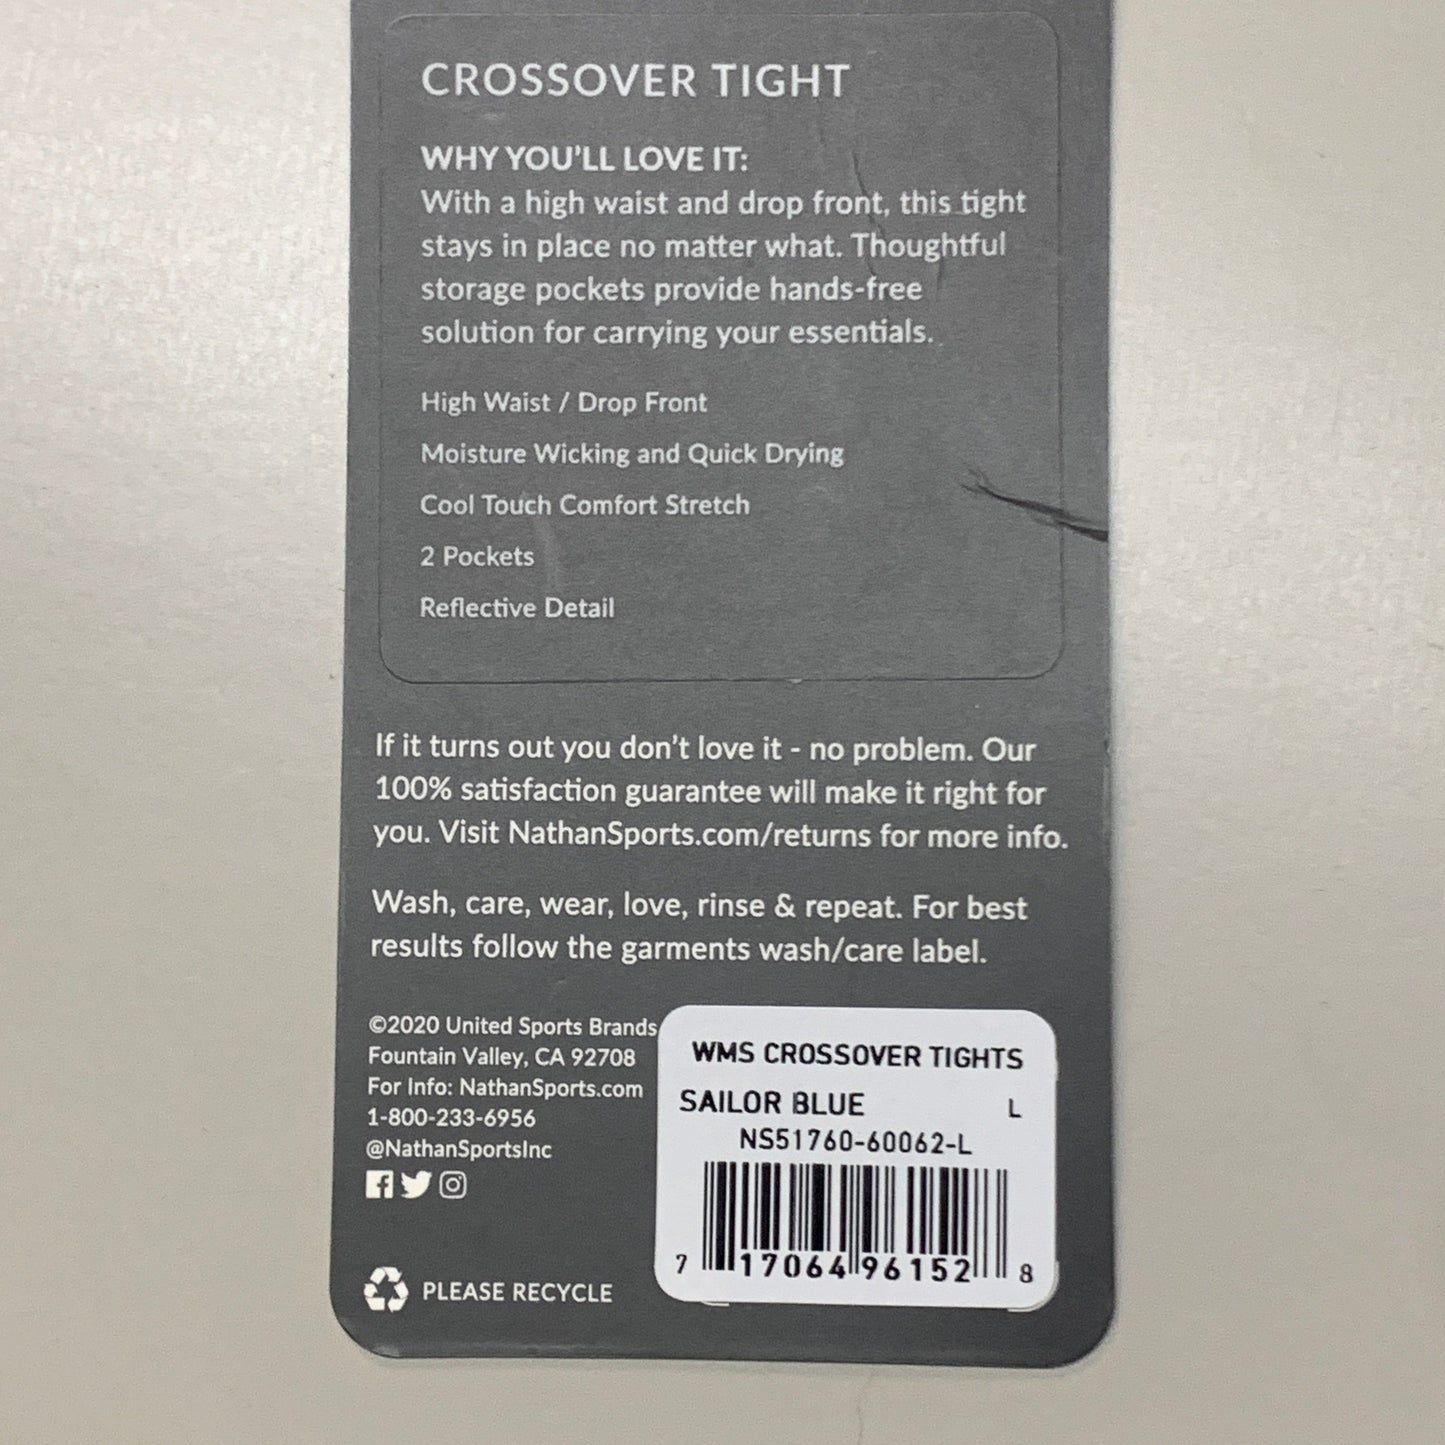 CROSSOVER TIGHT
WHY YOU'LL LOVE IT:
With a high waist and drop front, this tight
stays in place no matter what. Thoughtful
storage pockets provide hands-free
solution for carrying your essentials.
High Waist / Drop Front
Moisture Wicking and Quick Drying
Cool Touch Comfort Stretch
2 Pockets
Reflective Detail
If it turns out you don't love it - no problem. Our
100% satisfaction guarantee will make it right for
you. Visit NathanSports.com/returns for more info.
Wash, care, wear, love, rinse & repeat. For best
results follow the garments wash/care label.
©2020 United Sports Brands
Fountain Valley, CA 92708
For Info: NathanSports.com
1-800-233-6956
@NathanSportsInc
PLEASE RECYCLE
WMS CROSSOVER TIGHTS
SAILOR BLUE L
NS51760-60062-L
7 17064 96152 8